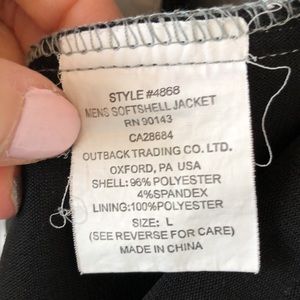 STYLE #4868
MENS SOFTSHELL JACKET
RN 90143
CA28684
OUTBACK TRADING CO. LTD.
OXFORD, PA USA
SHELL: 96% POLYESTER
4%SPANDEX
LINING:100%POLYESTER
SIZE: L
(SEE REVERSE FOR CARE)
MADE IN CHINA